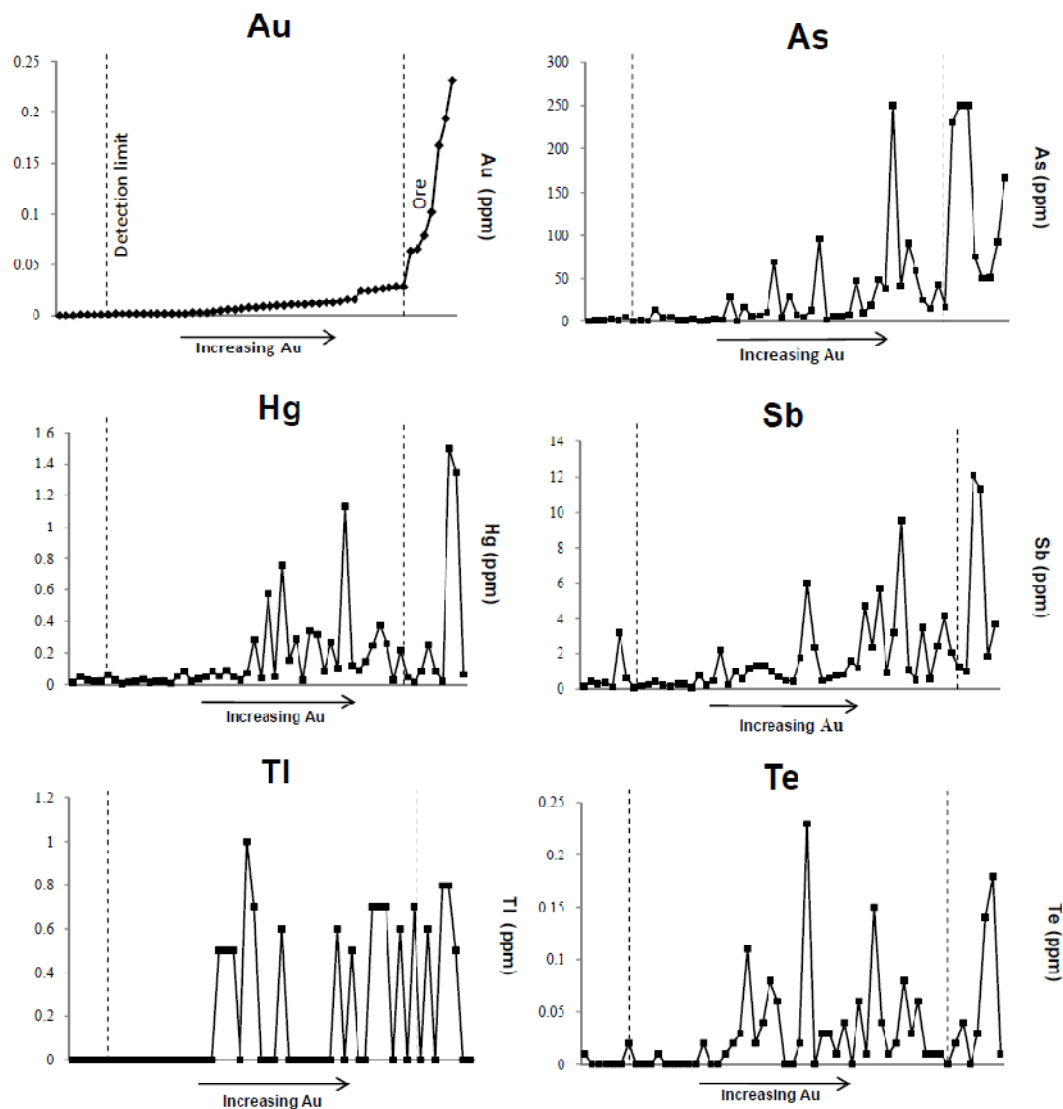 Au
0.25
0.2
0.15
0.1
0.05
0
Detection limit
Ore
Au (ppm)
Increasing Au
As
300
250
200
150
100
50
0
As (ppm)
Increasing Au
Hg
1.6
1.4
1.2
1
0.8
0.6
0.4
0.2
0
Hg (ppm)
Increasing Au
Sb
14
12
10
8
6
4
2
0
Sb (ppm)
Increasing Au
Tl
1.2
1
0.8
0.6
0.4
0.2
0
Tl (ppm)
Increasing Au
Te
0.25
0.2
0.15
0.1
0.05
0
Te (ppm)
Increasing Au